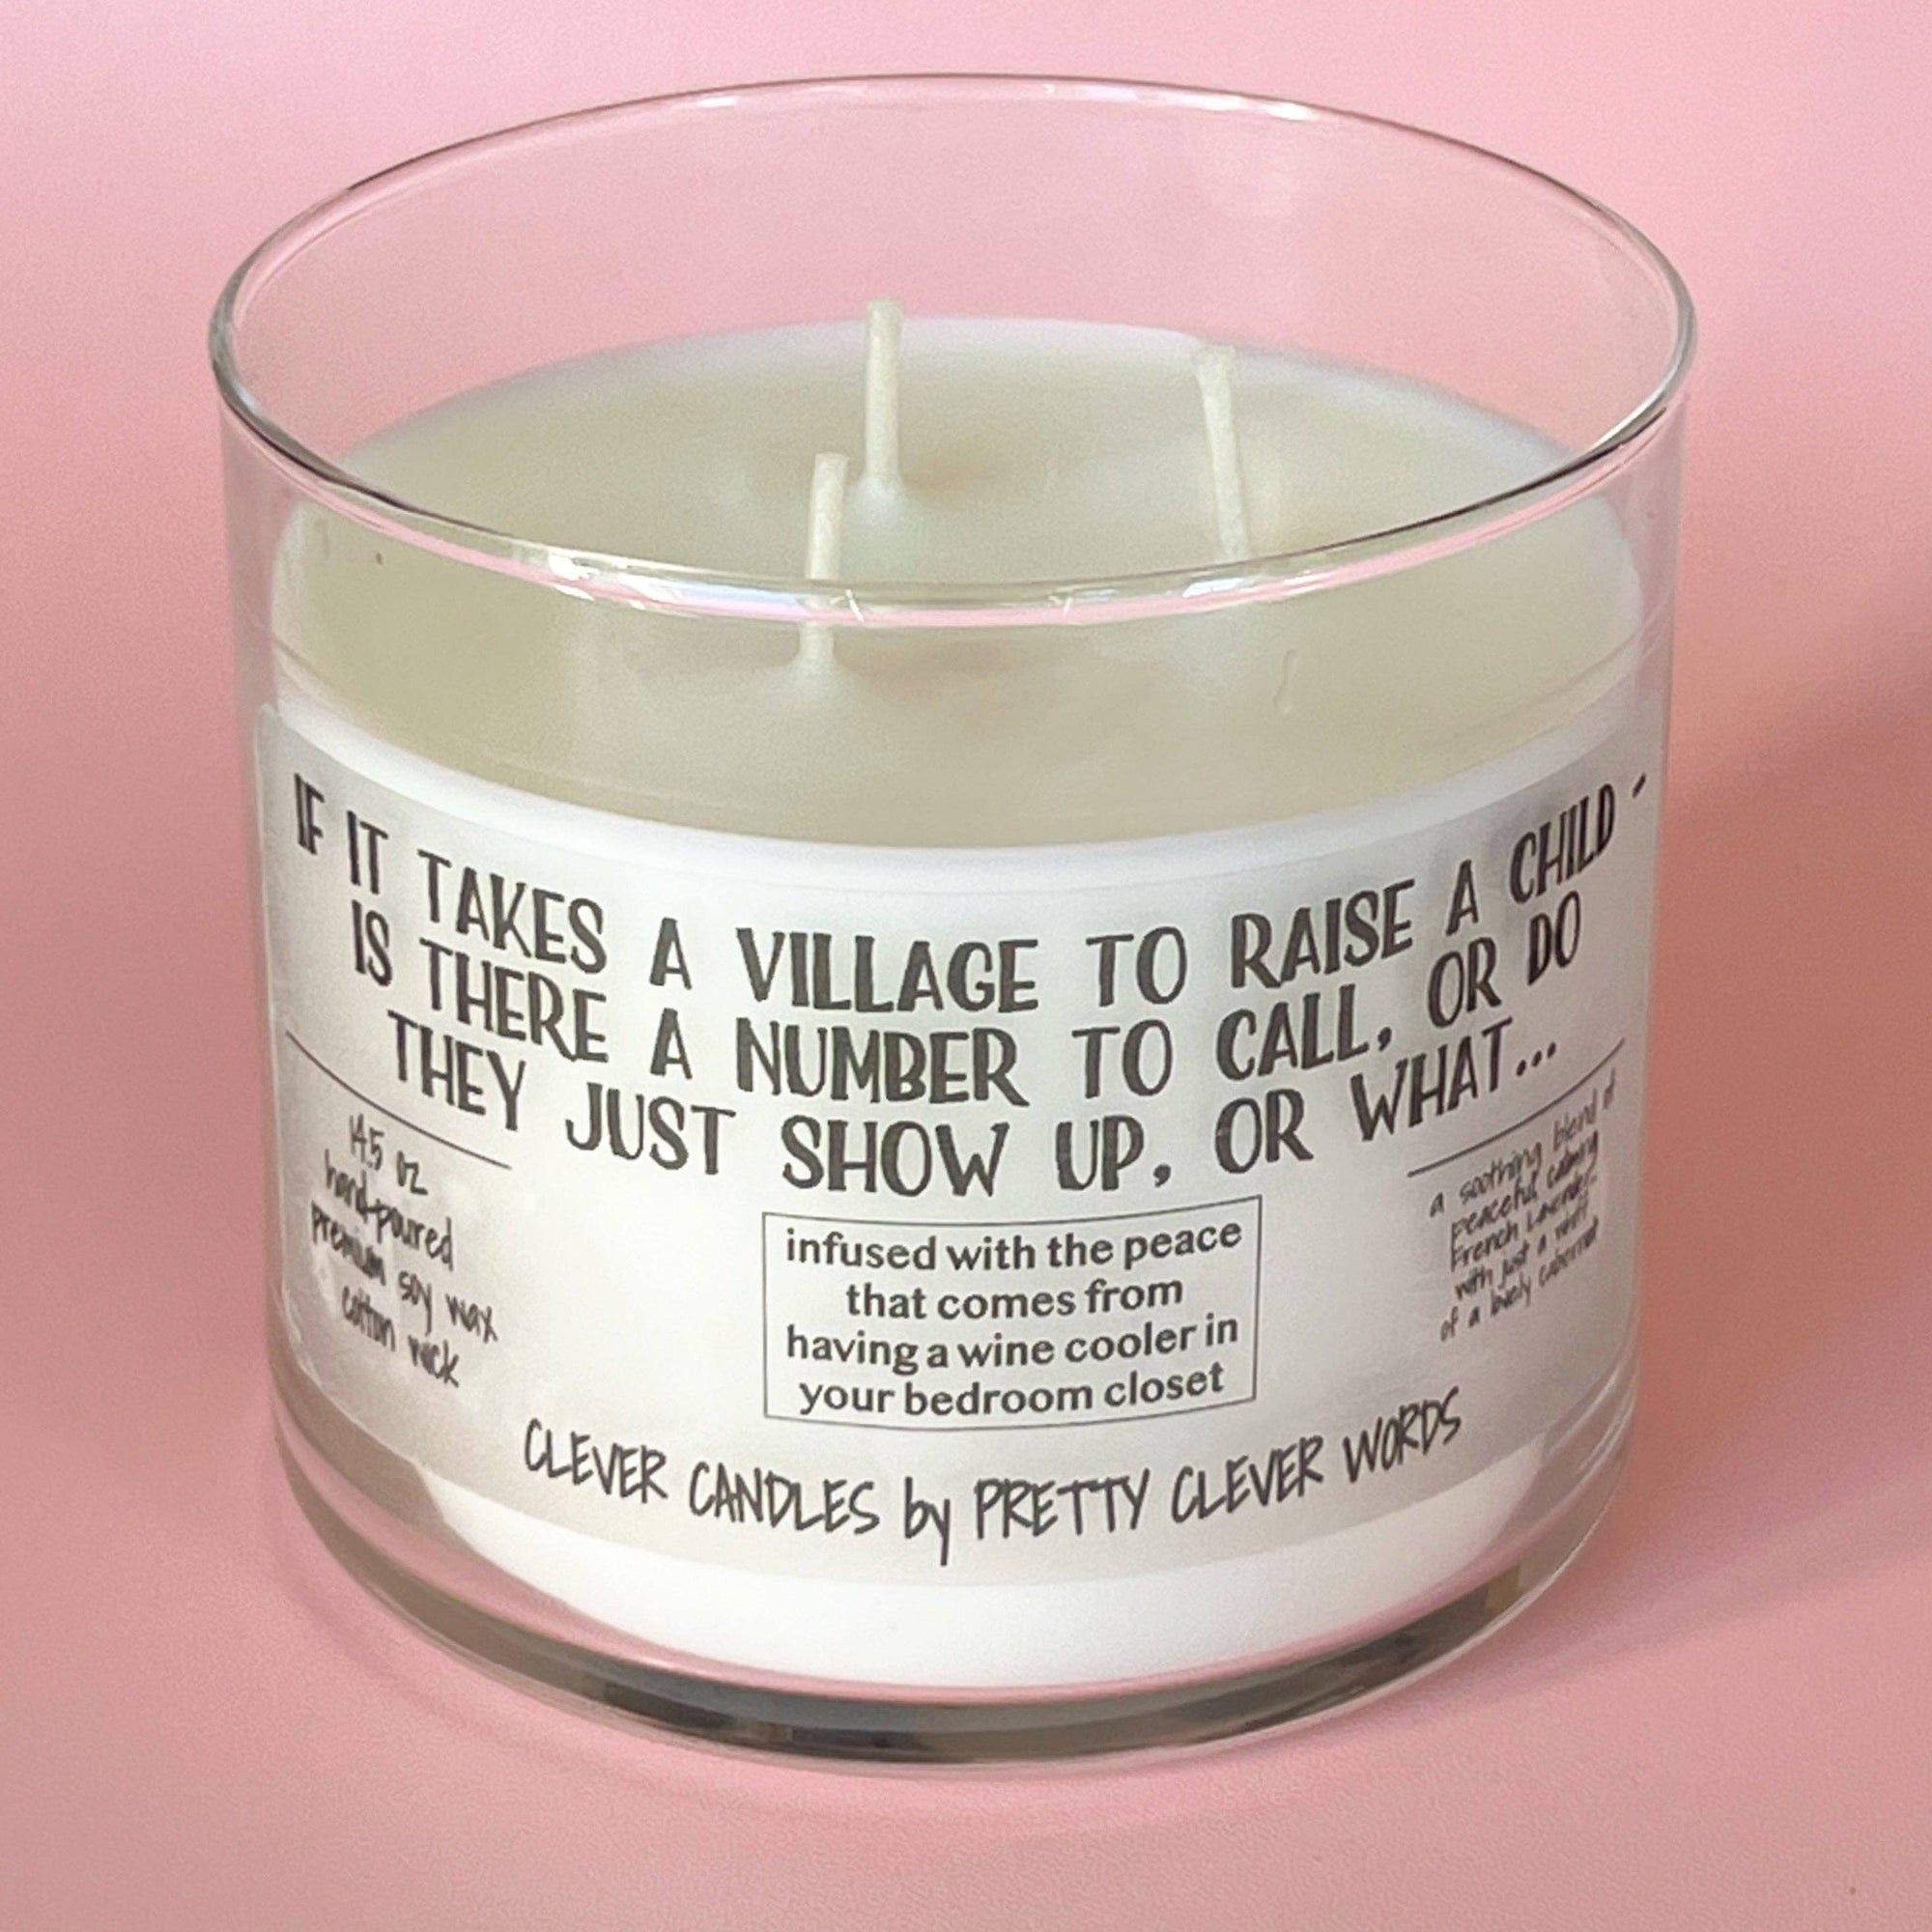 IF IT TAKES A VILLAGE TO RAISE A CHILD -
IS THERE A NUMBER TO CALL, OR DO
THEY JUST SHOW UP, OR WHAT...
14.5 oz
hand-poured
premium soy wax
cotton wick
infused with the peace
that comes from
having a wine cooler in
your bedroom closet
a soothing blend of
peaceful, calming
French Lavender...
with just a whiff
of a lovely cabernet
CLEVER CANDLES by PRETTY CLEVER WORDS